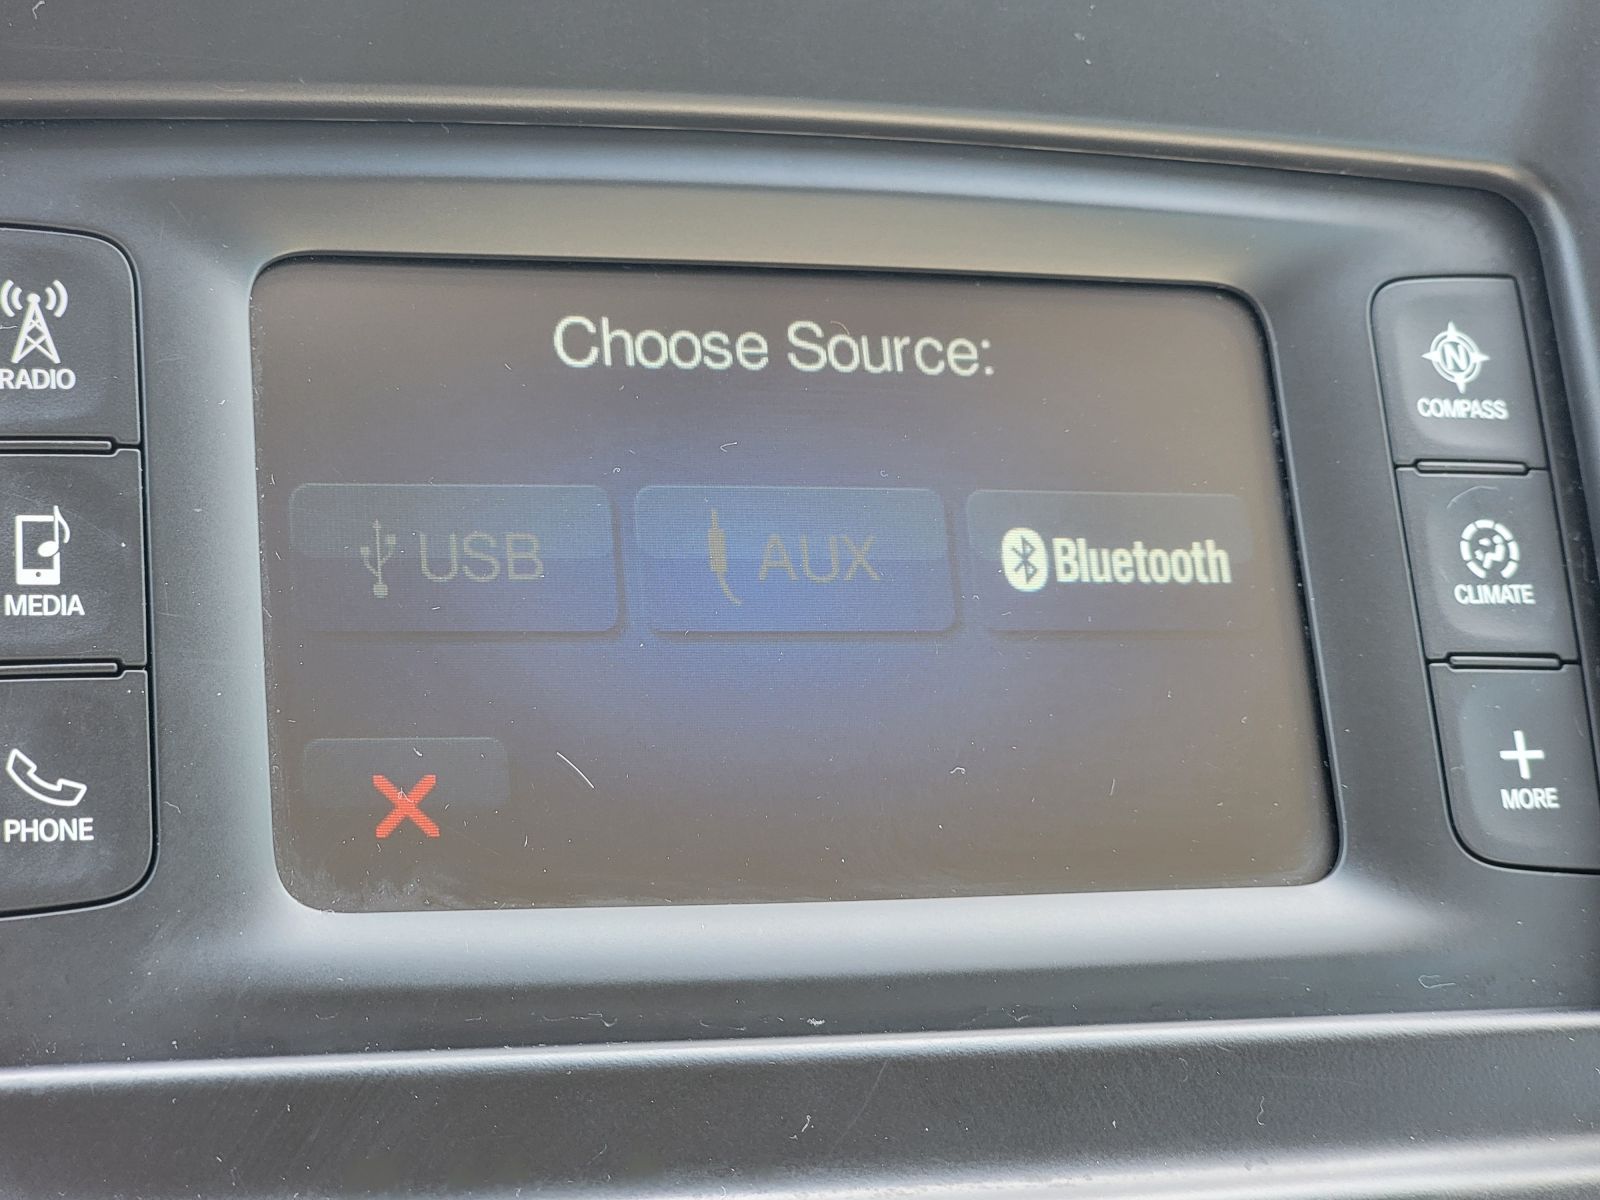 Choose Source:
USB
AUX
Bluetooth
RADIO
MEDIA
PHONE
N
COMPASS
CLIMATE
MORE